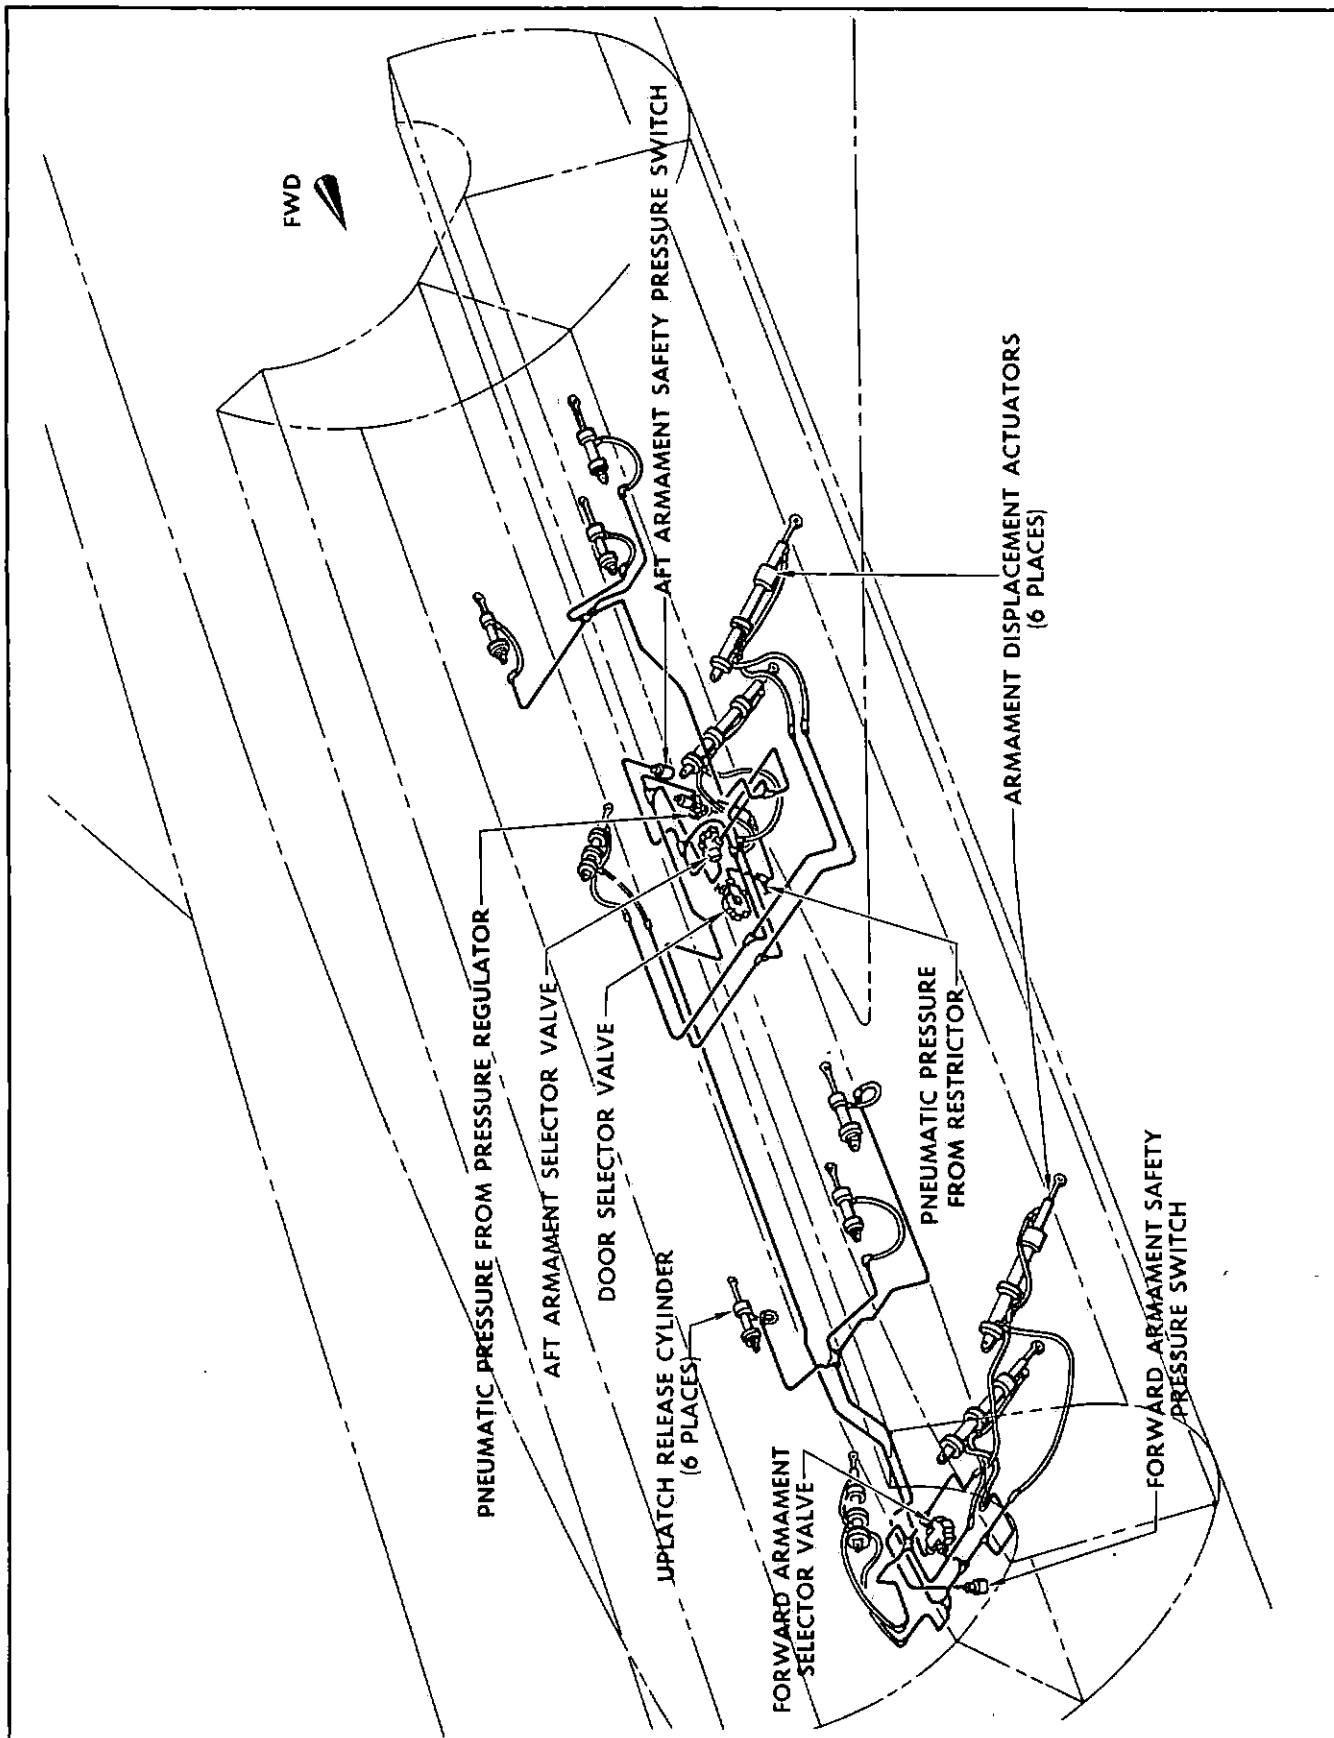 FWD
AFT ARMAMENT SAFETY PRESSURE SWITCH
PNEUMATIC PRESSURE FROM PRESSURE REGULATOR
AFT ARMAMENT SELECTOR VALVE
DOOR SELECTOR VALVE
UPLATCH RELEASE CYLINDER
(6 PLACES)
FORWARD ARMAMENT
SELECTOR VALVE
PNEUMATIC PRESSURE
FROM RESTRICTOR
ARMAMENT DISPLACEMENT ACTUATORS
(6 PLACES)
FORWARD ARMAMENT SAFETY
PRESSURE SWITCH